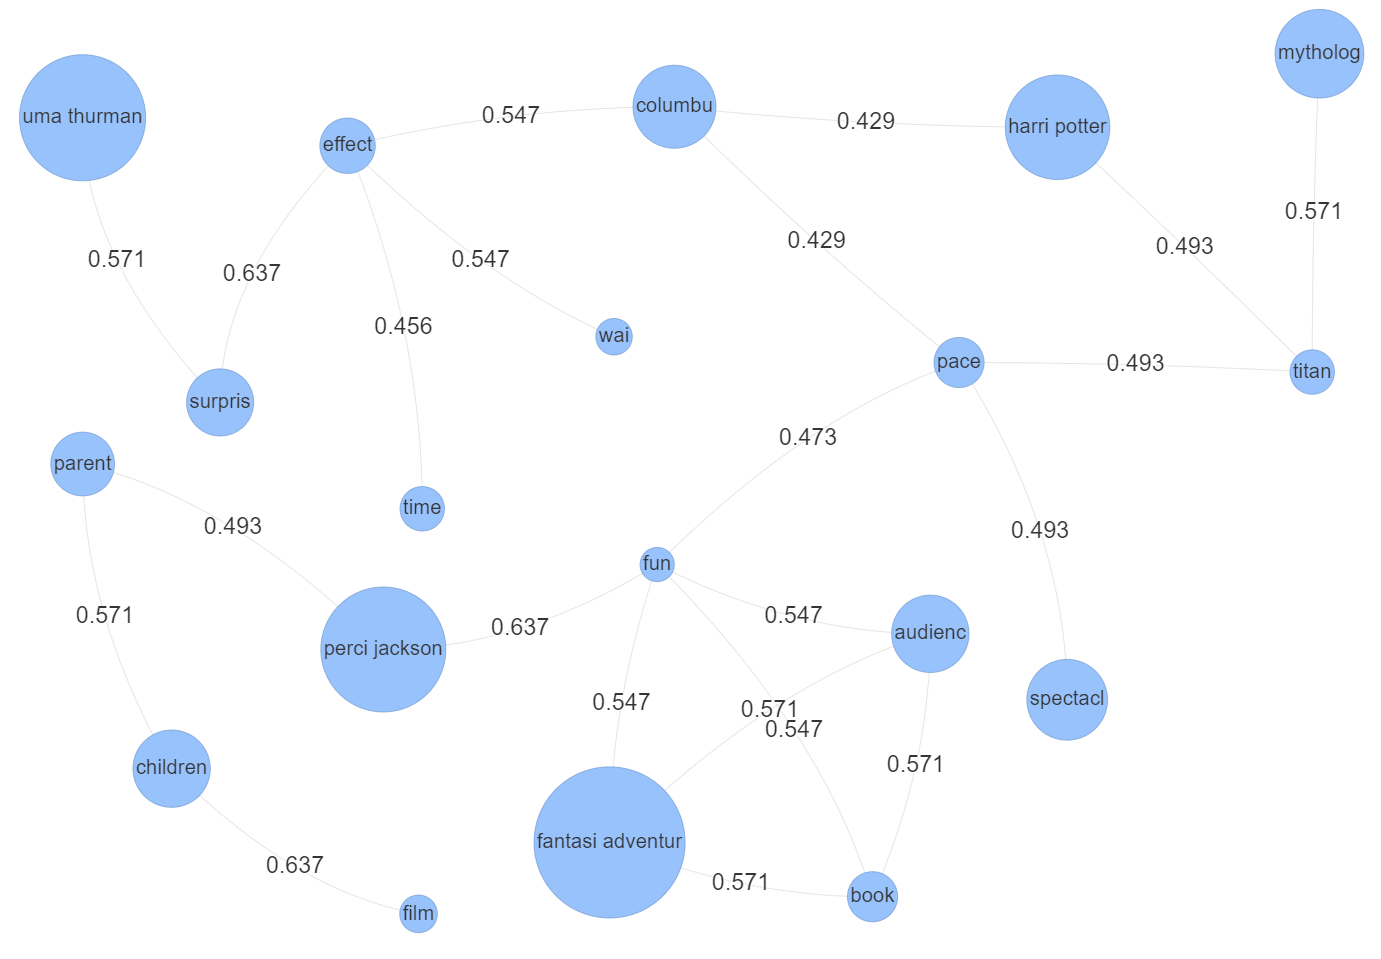 mytholog
uma thurman
columbu
0.547
harri potter
0.429
effect
0.571
0.429
0.493
0.571
0.547
0.637
0.456
wai
pace
0.493
titan
surpris
0.473
parent
time
0.493
0.493
fun
0.571
0.547
0.637
audienc
perci jackson
spectacl
0.547
0.571
0.547
children
0.571
fantasi adventur
0.637
0.571
book
film